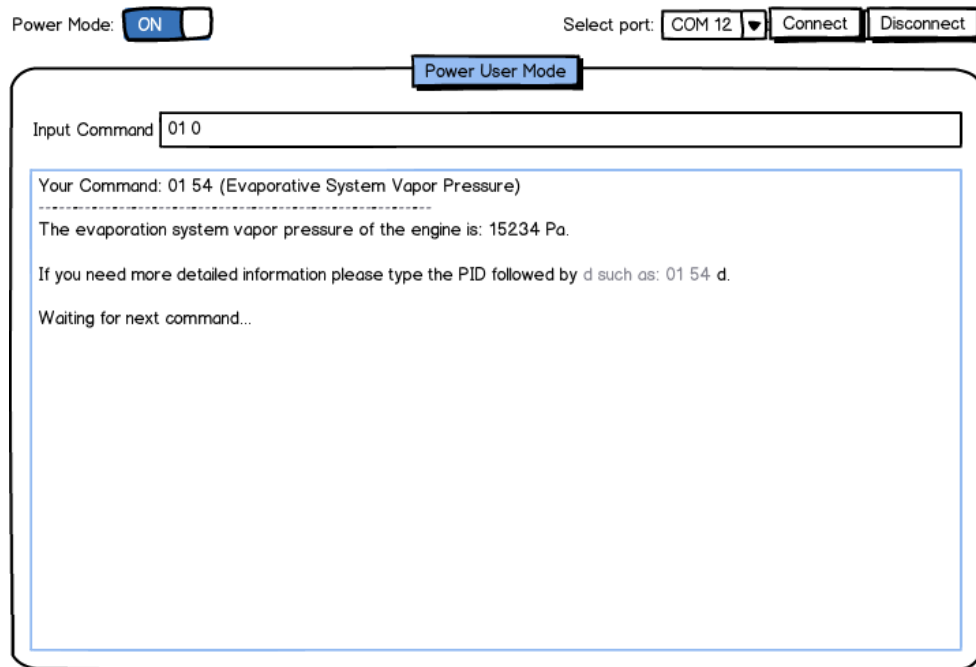 Power Mode: ON Select port: COM 12 Connect Disconnect
Power User Mode
Input Command 01 0
Your Command: 01 54 (Evaporative System Vapor Pressure)
------------------------------------------------------
The evaporation system vapor pressure of the engine is: 15234 Pa.
If you need more detailed information please type the PID followed by d such as: 01 54 d.
Waiting for next command...